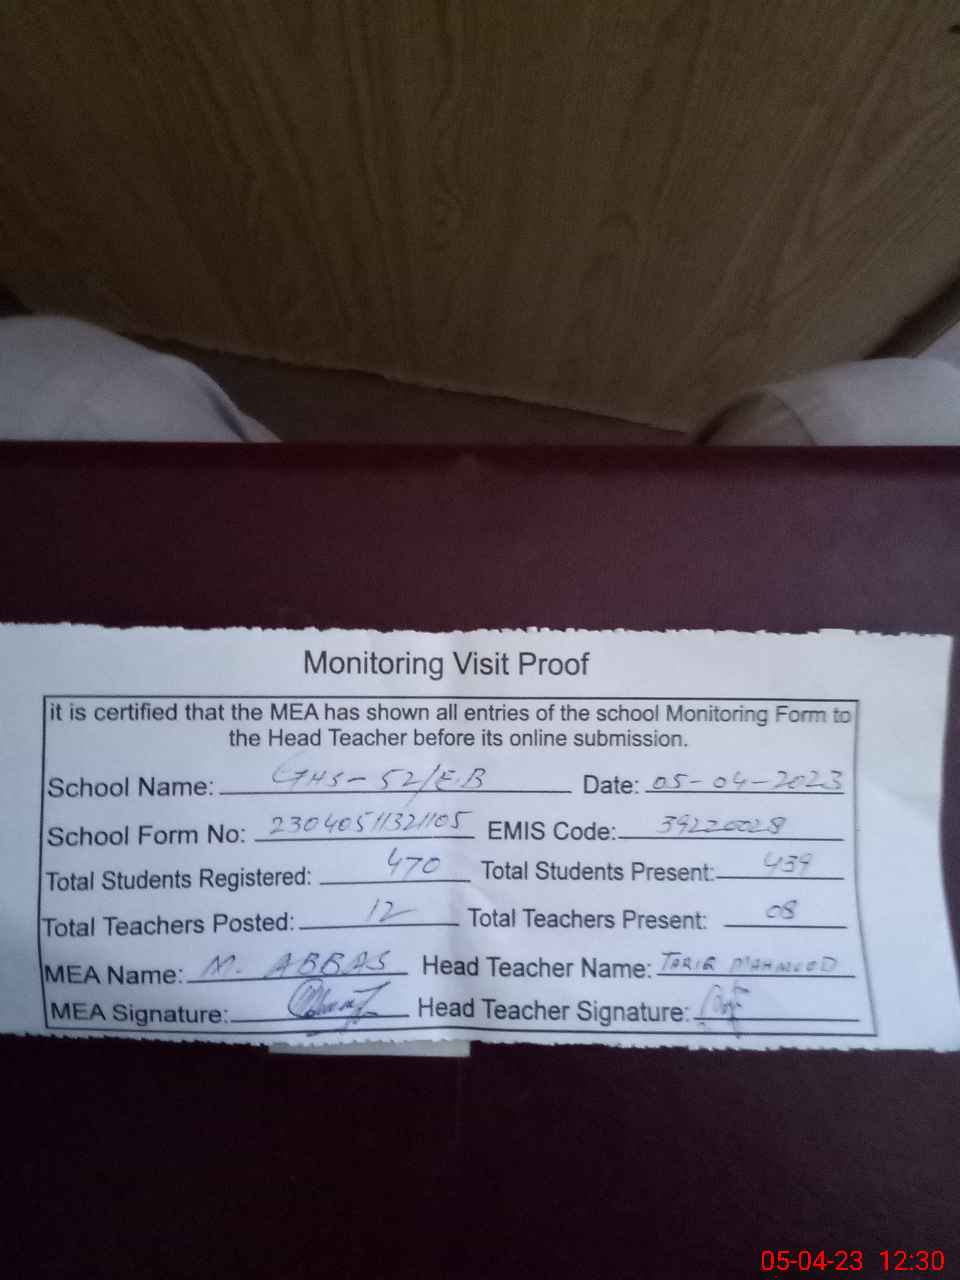 Monitoring Visit Proof
it is certified that the MEA has shown all entries of the school Monitoring Form to
the Head Teacher before its online submission.
School Name: GHS-52/E.B Date: 05-04-2023
School Form No: 23040511321105 EMIS Code: 39220028
Total Students Registered: 470 Total Students Present: 439
Total Teachers Posted: 12 Total Teachers Present: 08
MEA Name: M. ABBAS Head Teacher Name: TARIQ MAHMOOD
MEA Signature: Head Teacher Signature:
05-04-23 12:30